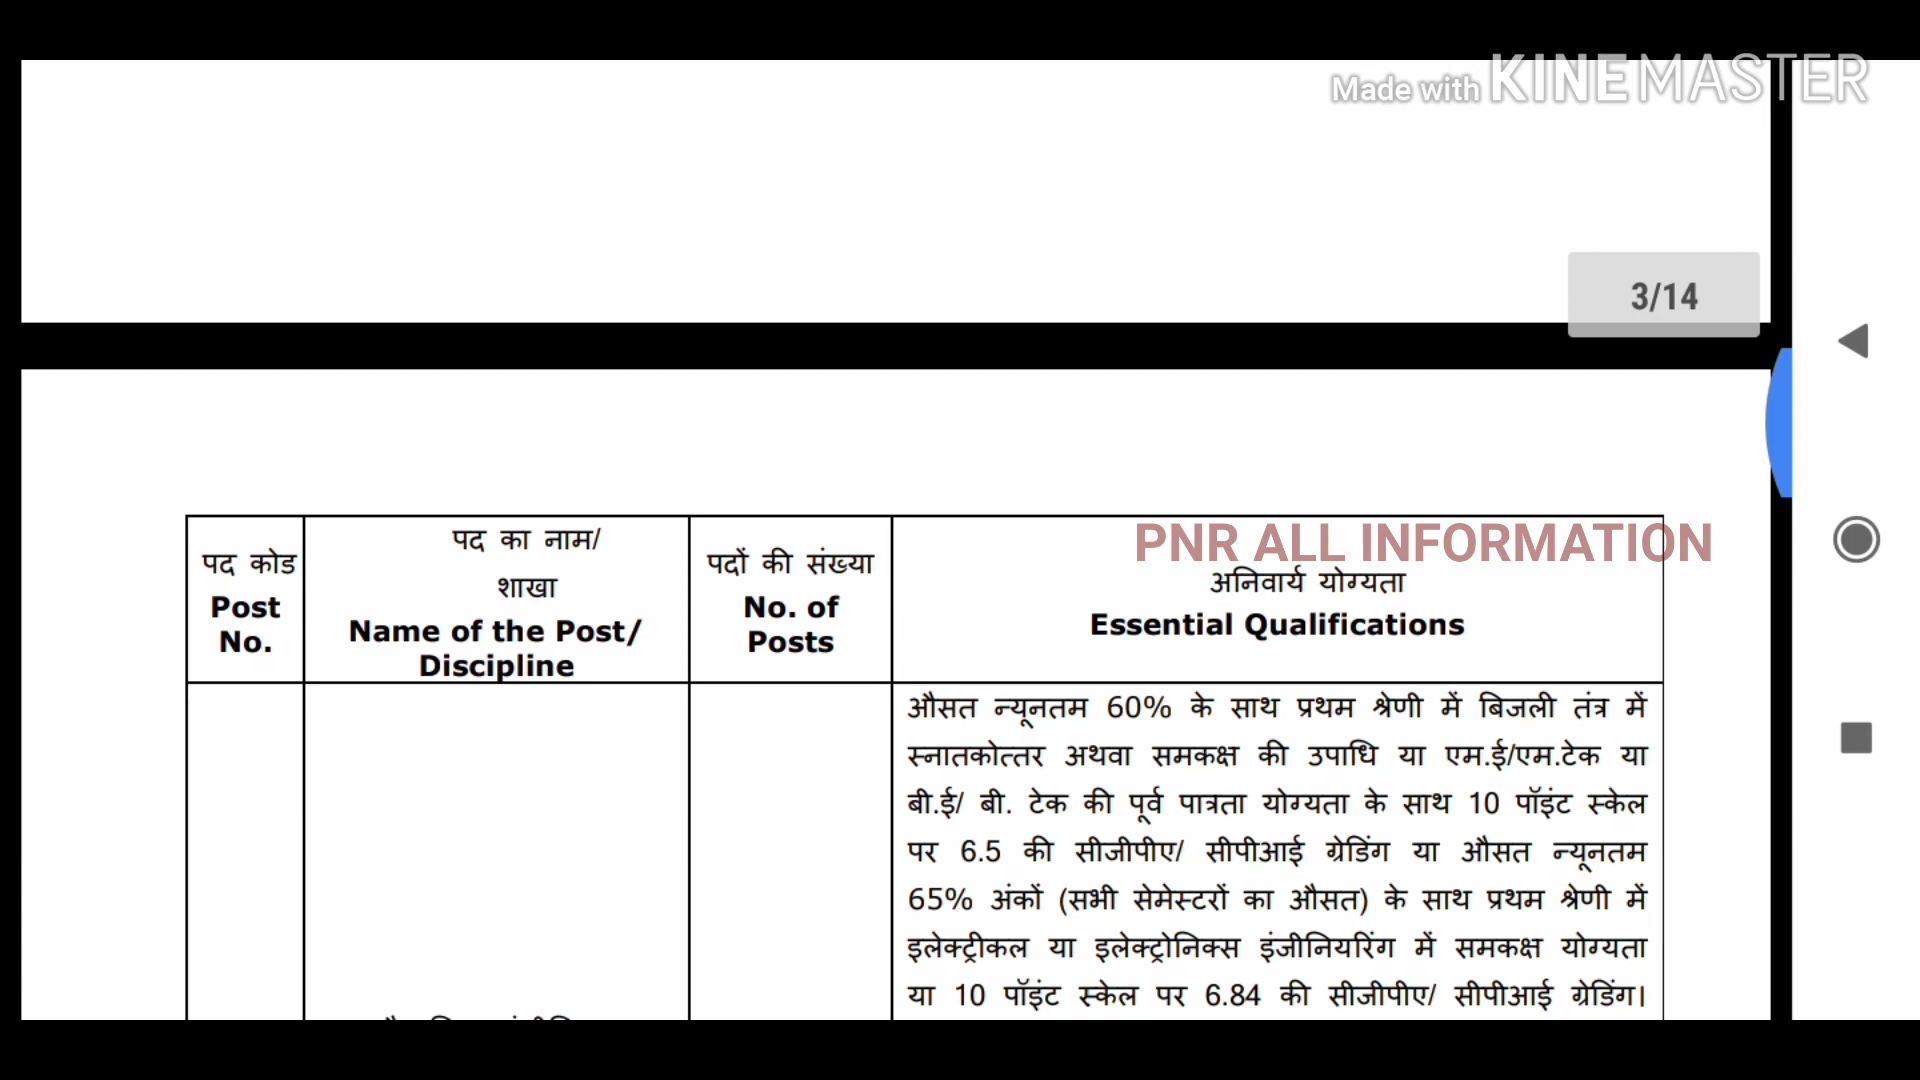 Made with KINEMASTER
3/14
PNR ALL INFORMATION
पद कोड
Post
No.
पद का नाम/
शाखा
Name of the Post/
Discipline
पदों की संख्या
No. of
Posts
अनिवार्य योग्यता
Essential Qualifications
औसत न्यूनतम 60% के साथ प्रथम श्रेणी में बिजली तंत्र में
स्नातकोत्तर अथवा समकक्ष की उपाधि या एम.ई/एम.टेक या
बी.ई/ बी. टेक की पूर्व पात्रता योग्यता के साथ 10 पॉइंट स्केल
पर 6.5 की सीजीपीए/ सीपीआई ग्रेडिंग या औसत न्यूनतम
65% अंकों (सभी सेमेस्टरों का औसत) के साथ प्रथम श्रेणी में
इलेक्ट्रीकल या इलेक्ट्रोनिक्स इंजीनियरिंग में समकक्ष योग्यता
या 10 पॉइंट स्केल पर 6.84 की सीजीपीए/ सीपीआई ग्रेडिंग।